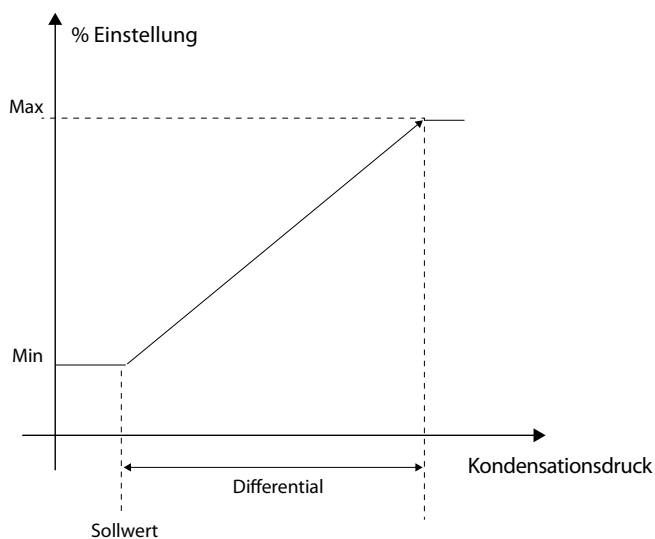 % Einstellung
Max
Min
Kondensationsdruck
Differential
Sollwert